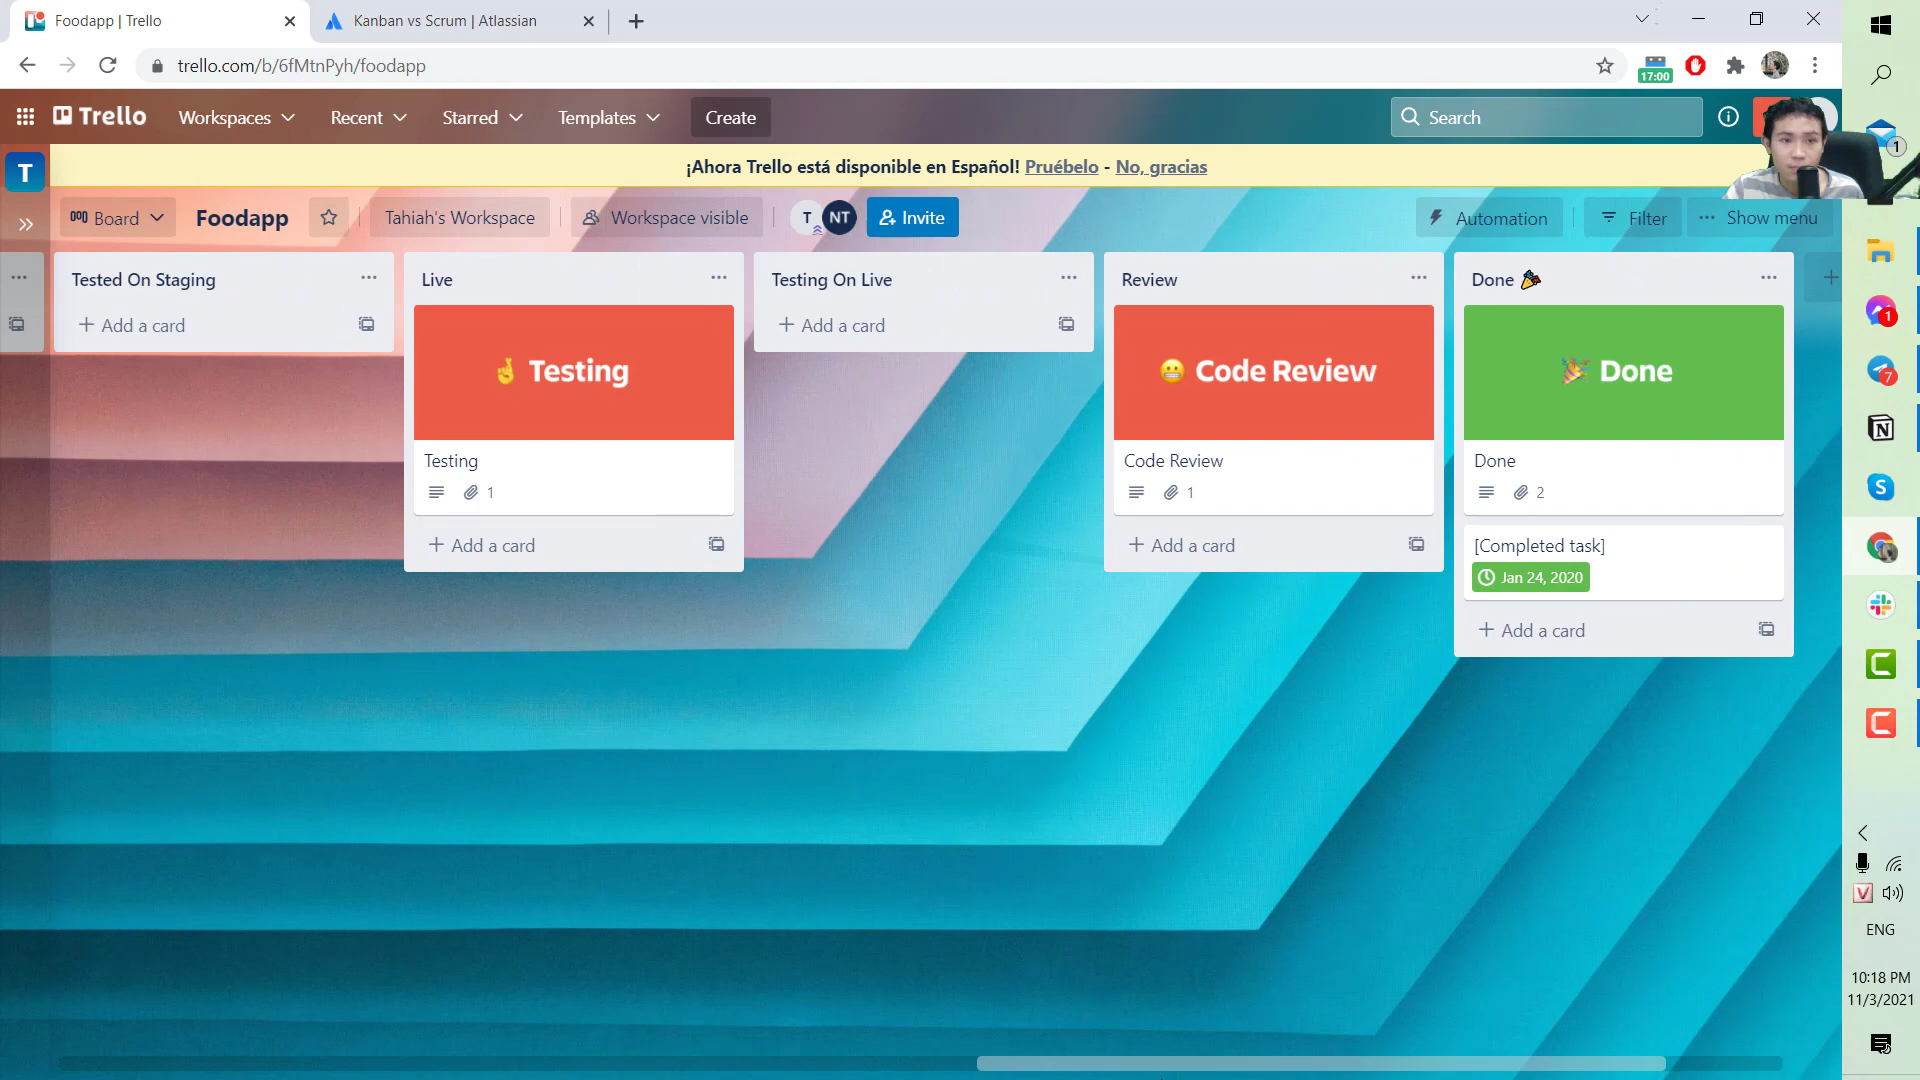 Foodapp | Trello
Kanban vs Scrum | Atlassian
trello.com/b/6fMtnPyh/foodapp
17:00
Trello
Workspaces
Recent
Starred
Templates
Create
Search
1
T
¡Ahora Trello está disponible en Español! Pruébelo - No, gracias
Board
Foodapp
Tahiah's Workspace
Workspace visible
T
NT
Invite
Automation
Filter
Show menu
Tested On Staging
+ Add a card
Live
🤞 Testing
Testing
1
+ Add a card
Testing On Live
+ Add a card
Review
😬 Code Review
Code Review
1
+ Add a card
Done 🎉
🎉 Done
Done
2
[Completed task]
Jan 24, 2020
+ Add a card
1
7
N
S
V
ENG
10:18 PM
11/3/2021